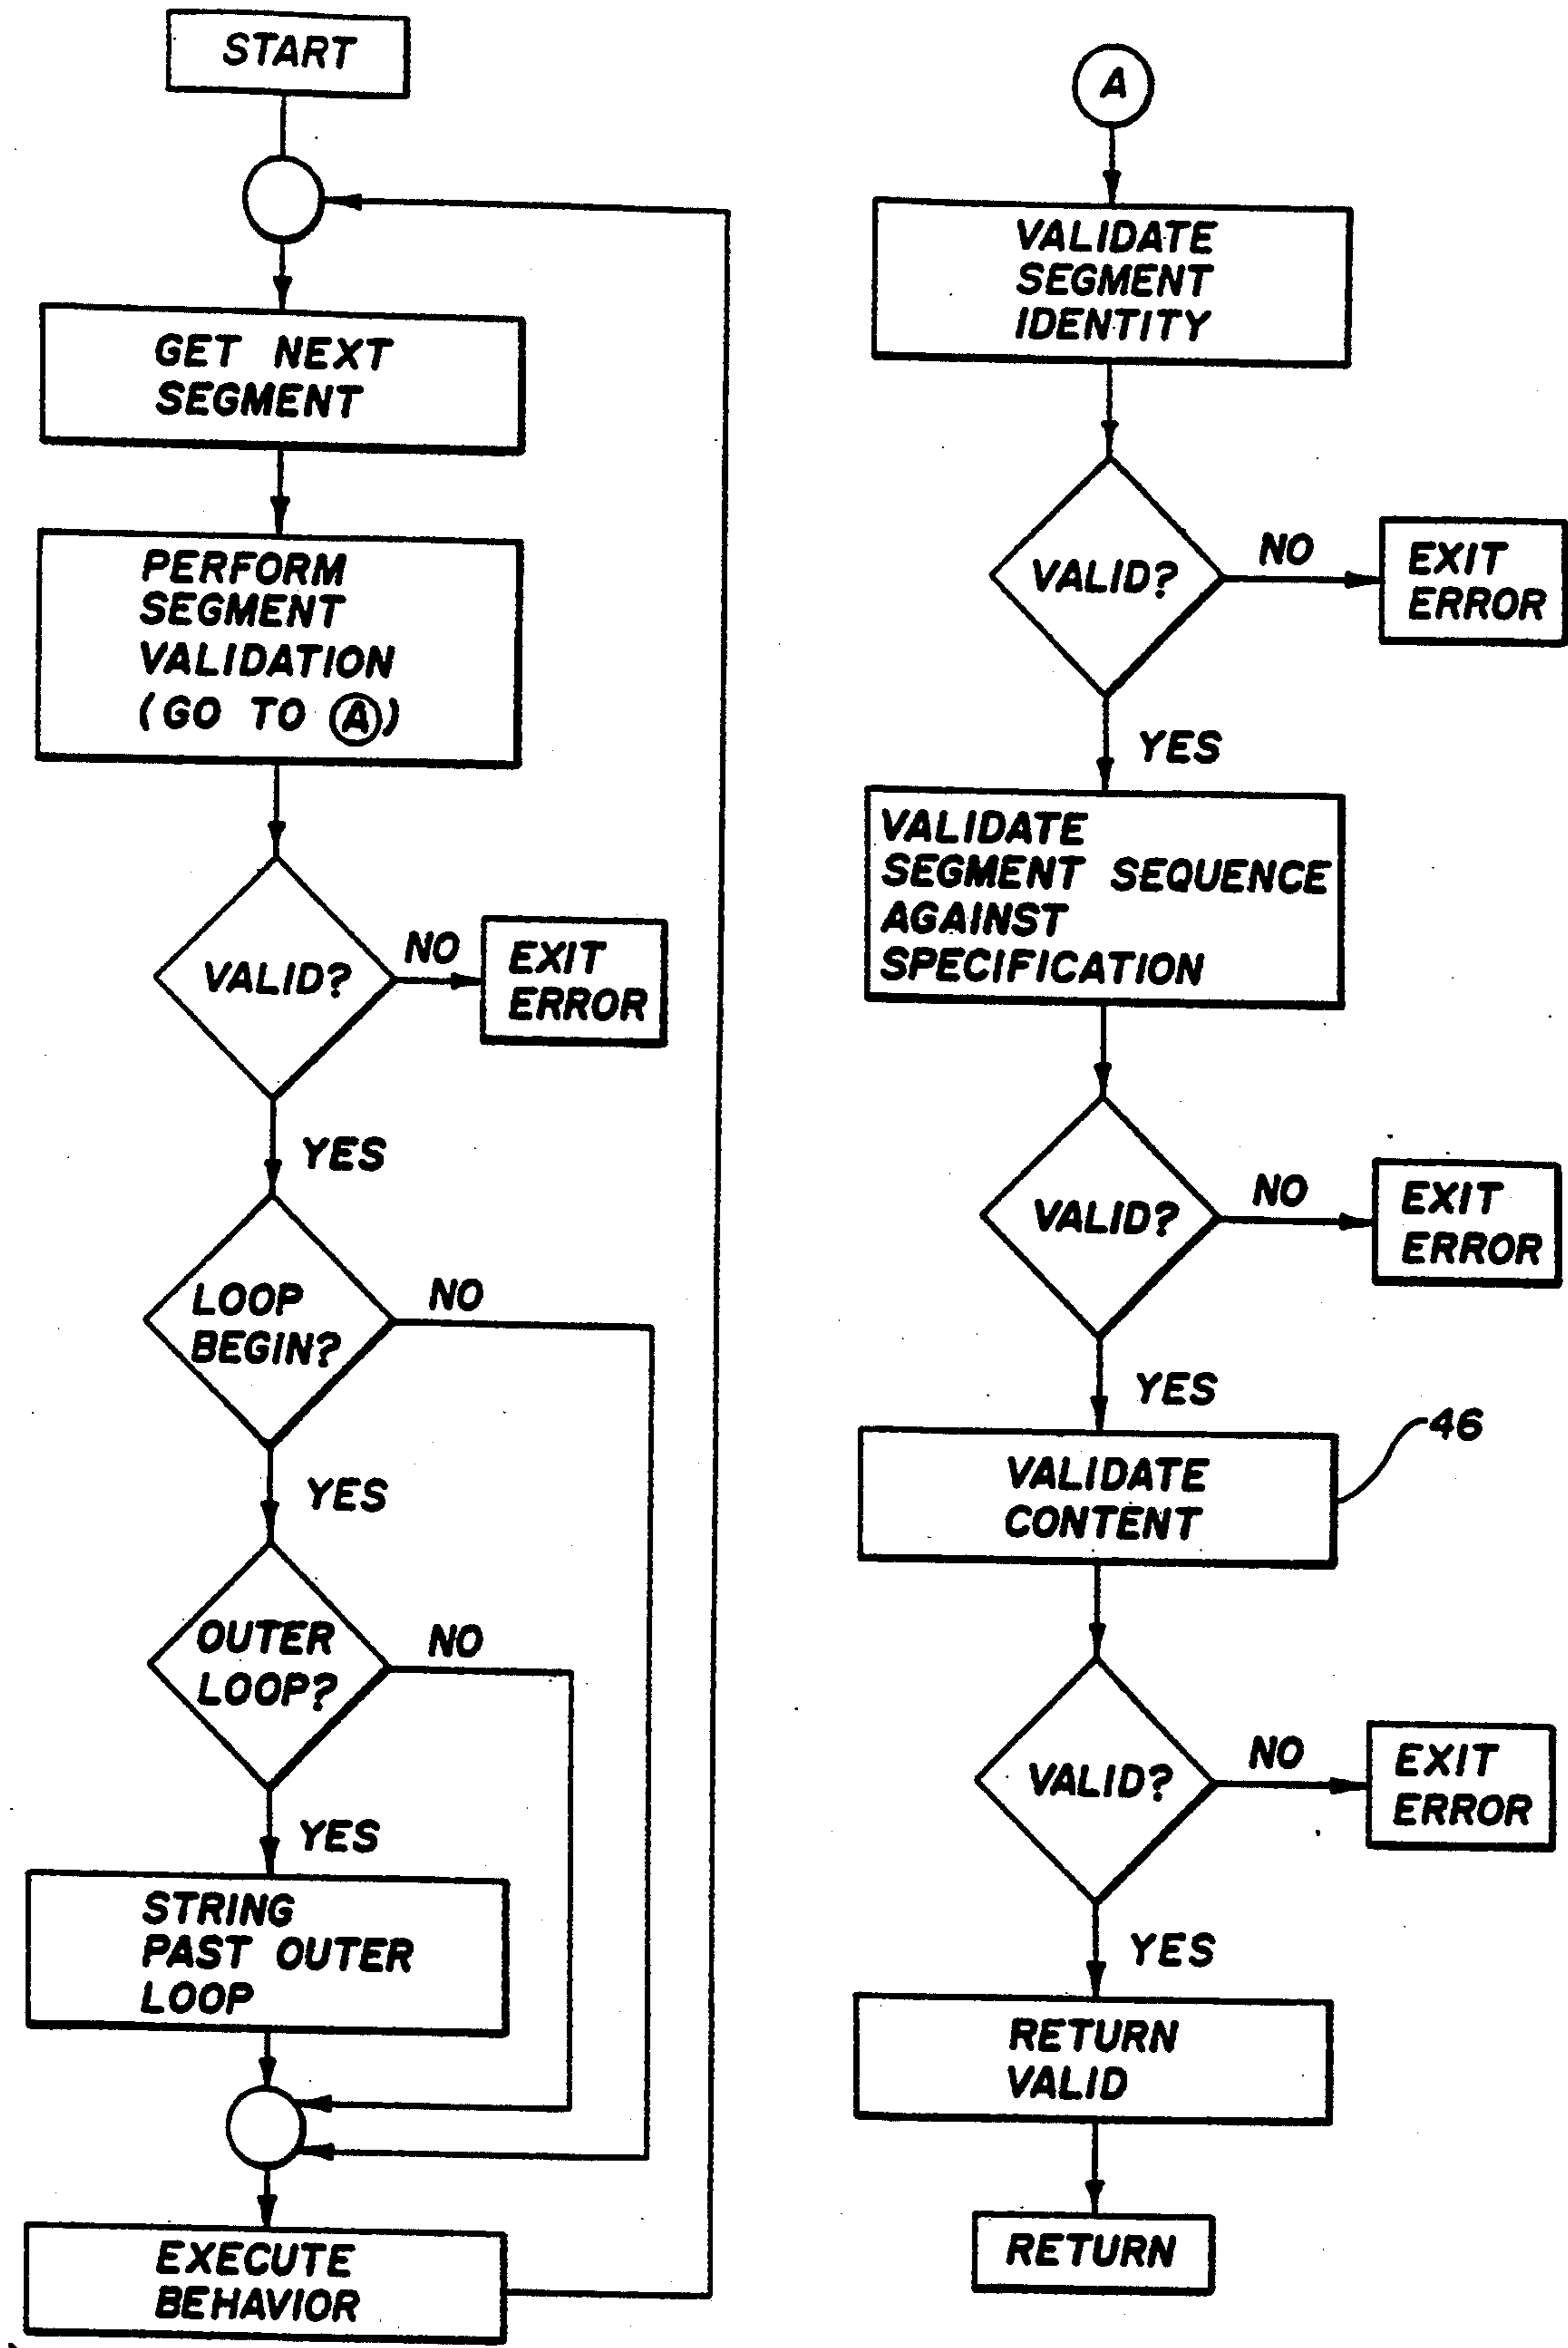 START
GET NEXT
SEGMENT
PERFORM
SEGMENT
VALIDATION
(GO TO A)
VALID?
NO
EXIT
ERROR
YES
LOOP
BEGIN?
NO
YES
OUTER
LOOP?
NO
YES
STRING
PAST OUTER
LOOP
EXECUTE
BEHAVIOR
A
VALIDATE
SEGMENT
IDENTITY
VALID?
NO
EXIT
ERROR
YES
VALIDATE
SEGMENT SEQUENCE
AGAINST
SPECIFICATION
VALID?
NO
EXIT
ERROR
YES
46
VALIDATE
CONTENT
VALID?
NO
EXIT
ERROR
YES
RETURN
VALID
RETURN